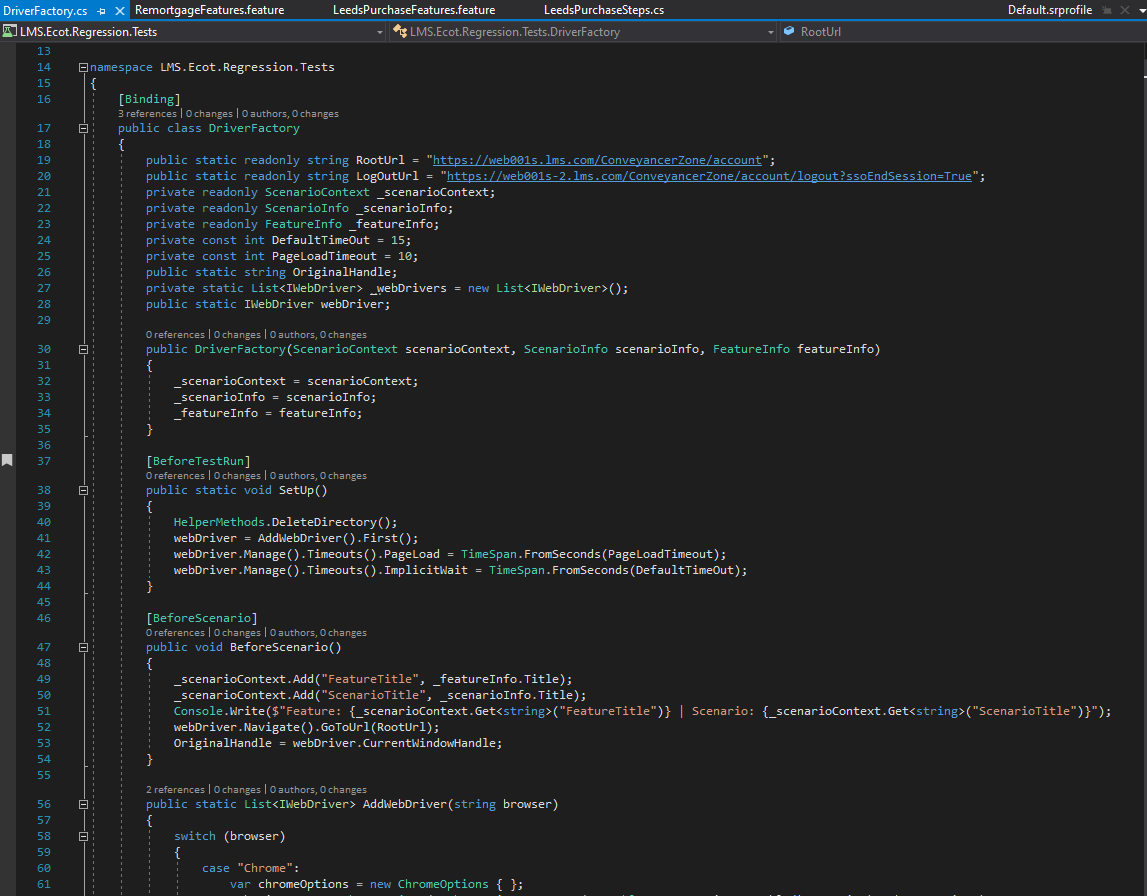 DriverFactory.cs RemortgageFeatures.feature LeedsPurchaseFeatures.feature LeedsPurchaseSteps.cs Default.srprofile
LMS.Ecot.Regression.Tests LMS.Ecot.Regression.Tests.DriverFactory RootUrl
13
14 namespace LMS.Ecot.Regression.Tests
15 {
16 [Binding]
3 references | 0 changes | 0 authors, 0 changes
17 public class DriverFactory
18 {
19 public static readonly string RootUrl = "https://web001s.lms.com/ConveyancerZone/account";
20 public static readonly string LogOutUrl = "https://web001s-2.lms.com/ConveyancerZone/account/logout?ssoEndSession=True";
21 private readonly ScenarioContext _scenarioContext;
22 private readonly ScenarioInfo _scenarioInfo;
23 private readonly FeatureInfo _featureInfo;
24 private const int DefaultTimeOut = 15;
25 private const int PageLoadTimeout = 10;
26 public static string OriginalHandle;
27 private static List<IWebDriver> _webDrivers = new List<IWebDriver>();
28 public static IWebDriver webDriver;
29
0 references | 0 changes | 0 authors, 0 changes
30 public DriverFactory(ScenarioContext scenarioContext, ScenarioInfo scenarioInfo, FeatureInfo featureInfo)
31 {
32 _scenarioContext = scenarioContext;
33 _scenarioInfo = scenarioInfo;
34 _featureInfo = featureInfo;
35 }
36
37 [BeforeTestRun]
0 references | 0 changes | 0 authors, 0 changes
38 public static void SetUp()
39 {
40 HelperMethods.DeleteDirectory();
41 webDriver = AddWebDriver().First();
42 webDriver.Manage().Timeouts().PageLoad = TimeSpan.FromSeconds(PageLoadTimeout);
43 webDriver.Manage().Timeouts().ImplicitWait = TimeSpan.FromSeconds(DefaultTimeOut);
44 }
45
46 [BeforeScenario]
0 references | 0 changes | 0 authors, 0 changes
47 public void BeforeScenario()
48 {
49 _scenarioContext.Add("FeatureTitle", _featureInfo.Title);
50 _scenarioContext.Add("ScenarioTitle", _scenarioInfo.Title);
51 Console.Write($"Feature: {_scenarioContext.Get<string>("FeatureTitle")} | Scenario: {_scenarioContext.Get<string>("ScenarioTitle")}");
52 webDriver.Navigate().GoToUrl(RootUrl);
53 OriginalHandle = webDriver.CurrentWindowHandle;
54 }
55
2 references | 0 changes | 0 authors, 0 changes
56 public static List<IWebDriver> AddWebDriver(string browser)
57 {
58 switch (browser)
59 {
60 case "Chrome":
61 var chromeOptions = new ChromeOptions { };